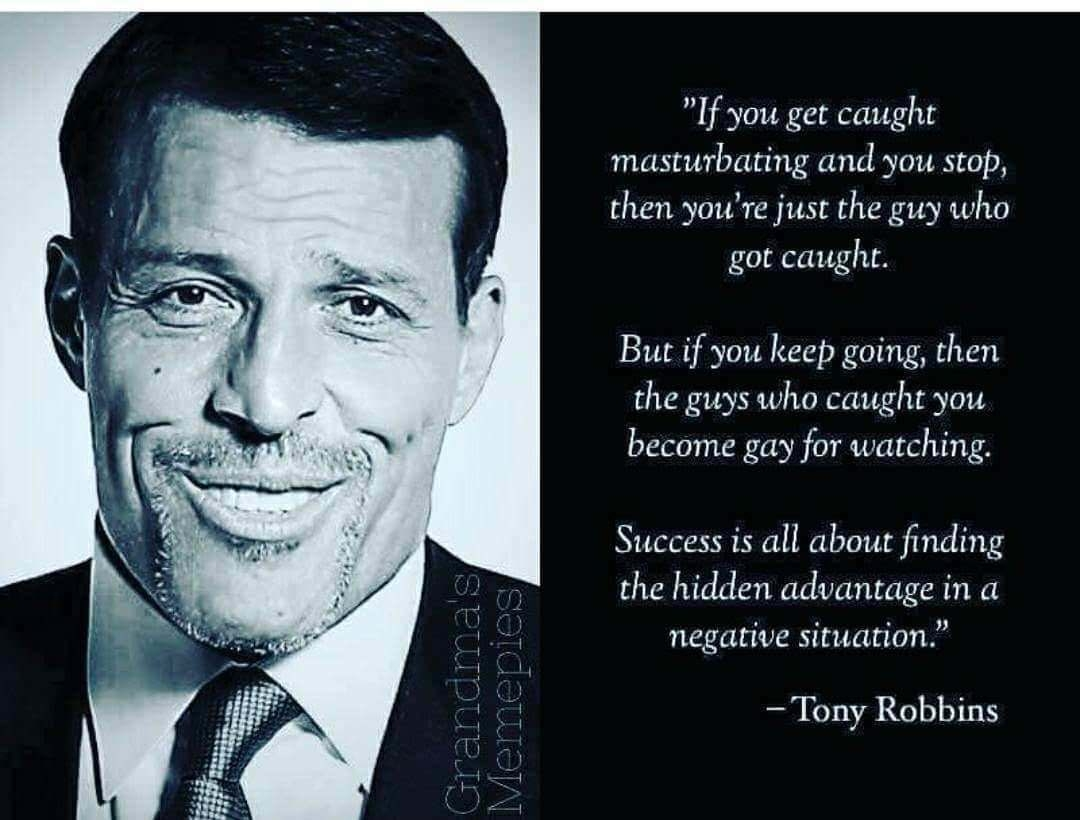 "If you get caught
masturbating and you stop,
then you're just the guy who
got caught.
But if you keep going, then
the guys who caught you
become gay for watching.
Success is all about finding
the hidden advantage in a
negative situation."
– Tony Robbins
Grandma's
Memepies